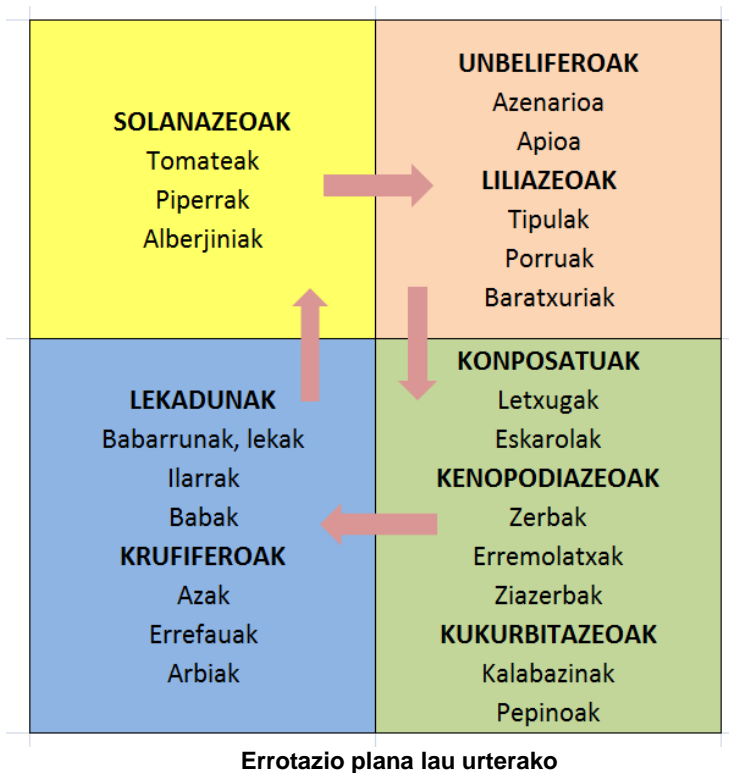 SOLANAZEOAK
Tomateak
Piperrak
Alberjiniak
UNBELIFEROAK
Azenarioa
Apioa
LILIAZEOAK
Tipulak
Porruak
Baratxuriak
LEKADUNAK
Babarrunak, lekak
Ilarrak
Babak
KRUFIFEROAK
Azak
Errefauak
Arbiak
KONPOSATUAK
Letxugak
Eskarolak
KENOPODIAZEOAK
Zerbak
Erremolatxak
Ziazerbak
KUKURBITAZEOAK
Kalabazinak
Pepinoak
Errotazio plana lau urterako